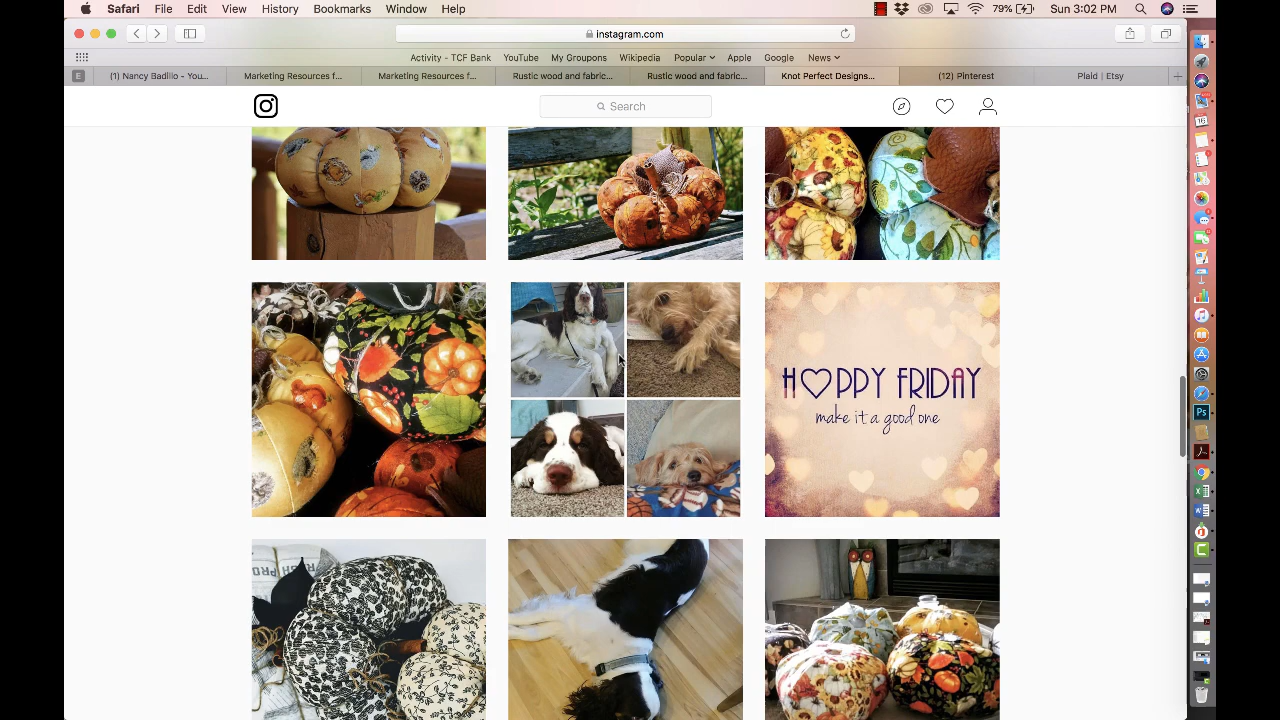 Safari File Edit View History Bookmarks Window Help 79% Sun 3:02 PM
instagram.com
Activity - TCF Bank YouTube My Groupons Wikipedia Popular Apple Google News
E (1) Nancy Badillo - You... Marketing Resources f... Marketing Resources f... Rustic wood and fabric... Rustic wood and fabric... Knot Perfect Designs... (12) Pinterest Plaid | Etsy
Search
H♡PPY FRIDAY
make it a good one
Ps